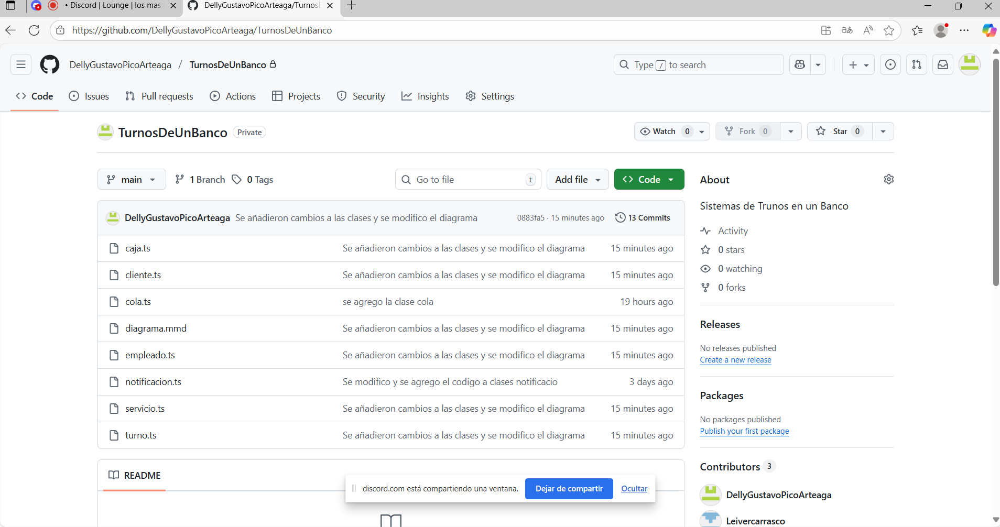 • Discord | Lounge | los mas
DellyGustavoPicoArteaga/Turnos
https://github.com/DellyGustavoPicoArteaga/TurnosDeUnBanco
DellyGustavoPicoArteaga / TurnosDeUnBanco
Type / to search
Code
Issues
Pull requests
Actions
Projects
Security
Insights
Settings
TurnosDeUnBanco
Private
Watch 0
Fork 0
Star 0
main
1 Branch
0 Tags
Go to file
t
Add file
Code
DellyGustavoPicoArteaga Se añadieron cambios a las clases y se modifico el diagrama 0883fa5 · 15 minutes ago 13 Commits
caja.ts Se añadieron cambios a las clases y se modifico el diagrama 15 minutes ago
cliente.ts Se añadieron cambios a las clases y se modifico el diagrama 15 minutes ago
cola.ts se agrego la clase cola 19 hours ago
diagrama.mmd Se añadieron cambios a las clases y se modifico el diagrama 15 minutes ago
empleado.ts Se añadieron cambios a las clases y se modifico el diagrama 15 minutes ago
notificacion.ts Se modifico y se agrego el codigo a clases notificacio 3 days ago
servicio.ts Se añadieron cambios a las clases y se modifico el diagrama 15 minutes ago
turno.ts Se añadieron cambios a las clases y se modifico el diagrama 15 minutes ago
README
discord.com está compartiendo una ventana.
Dejar de compartir
Ocultar
About
Sistemas de Trunos en un Banco
Activity
0 stars
0 watching
0 forks
Releases
No releases published
Create a new release
Packages
No packages published
Publish your first package
Contributors 3
DellyGustavoPicoArteaga
Leivercarrasco